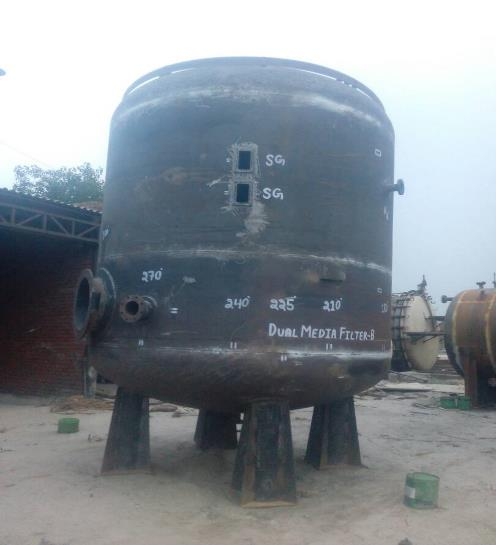 SG
SG
270°
240° 225° 210°
DUAL MEDIA FILTER-B